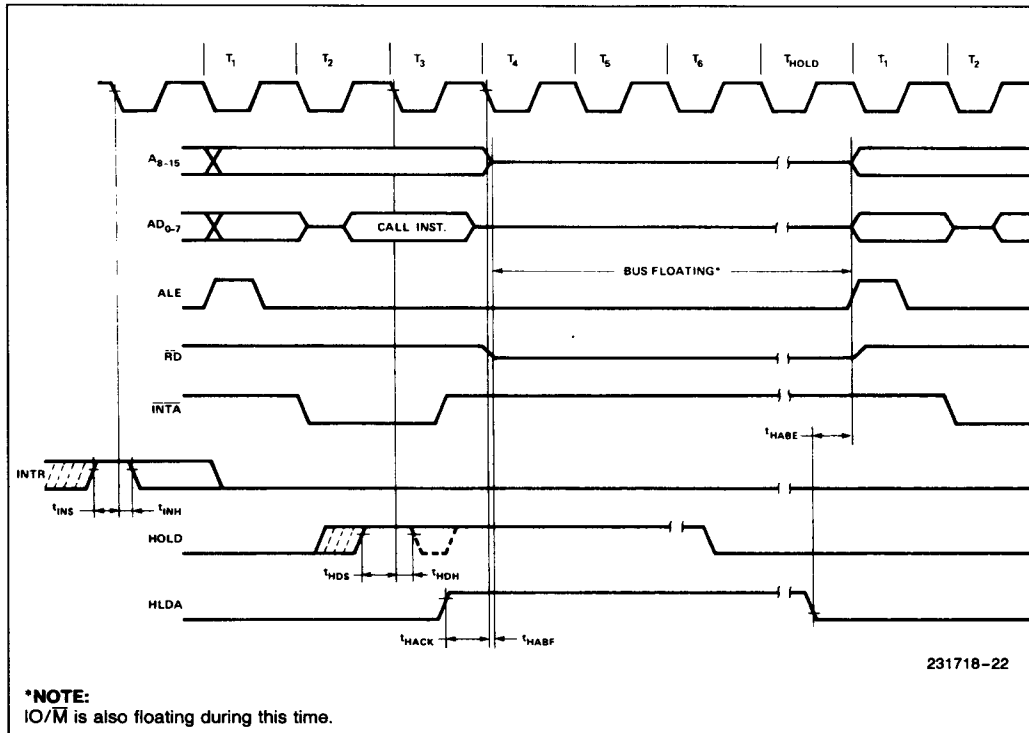 T1 T2 T3 T4 T5 T6 THOLD T1 T2
A8-15
AD0-7 CALL INST.
BUS FLOATING*
ALE
R̅D̅
I̅N̅T̅A̅
tHABE
INTR
tINS tINH
HOLD
tHDS tHDH
HLDA
tHACK tHABF
231718-22
*NOTE:
IO/M̅ is also floating during this time.